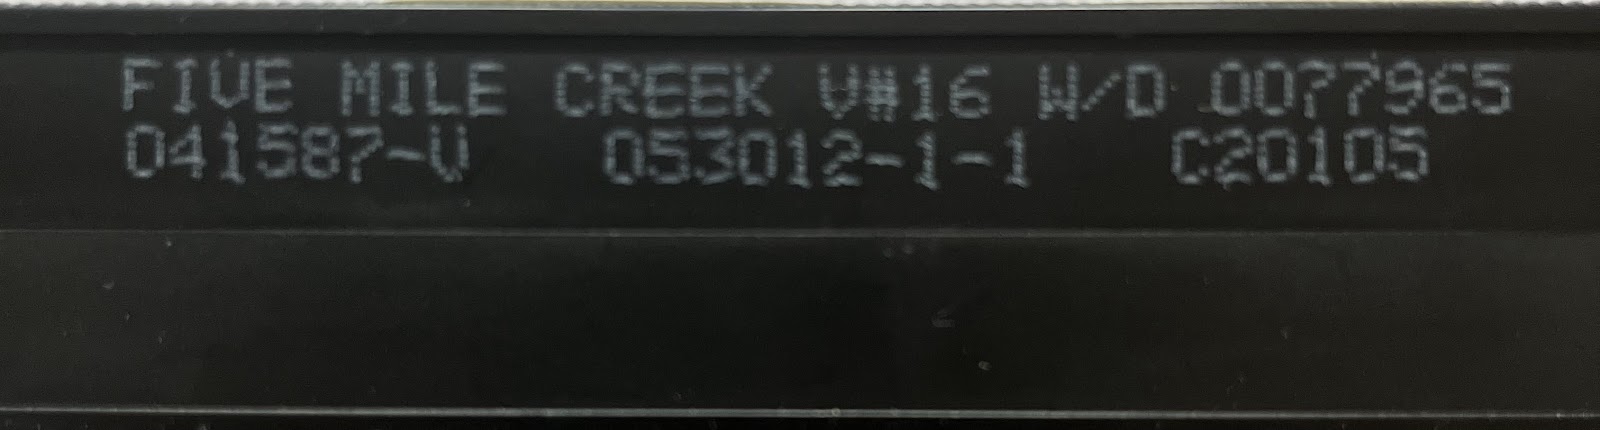 FIVE MILE CREEK V#16 W/O 0077965
041587-V 053012-1-1 C20105